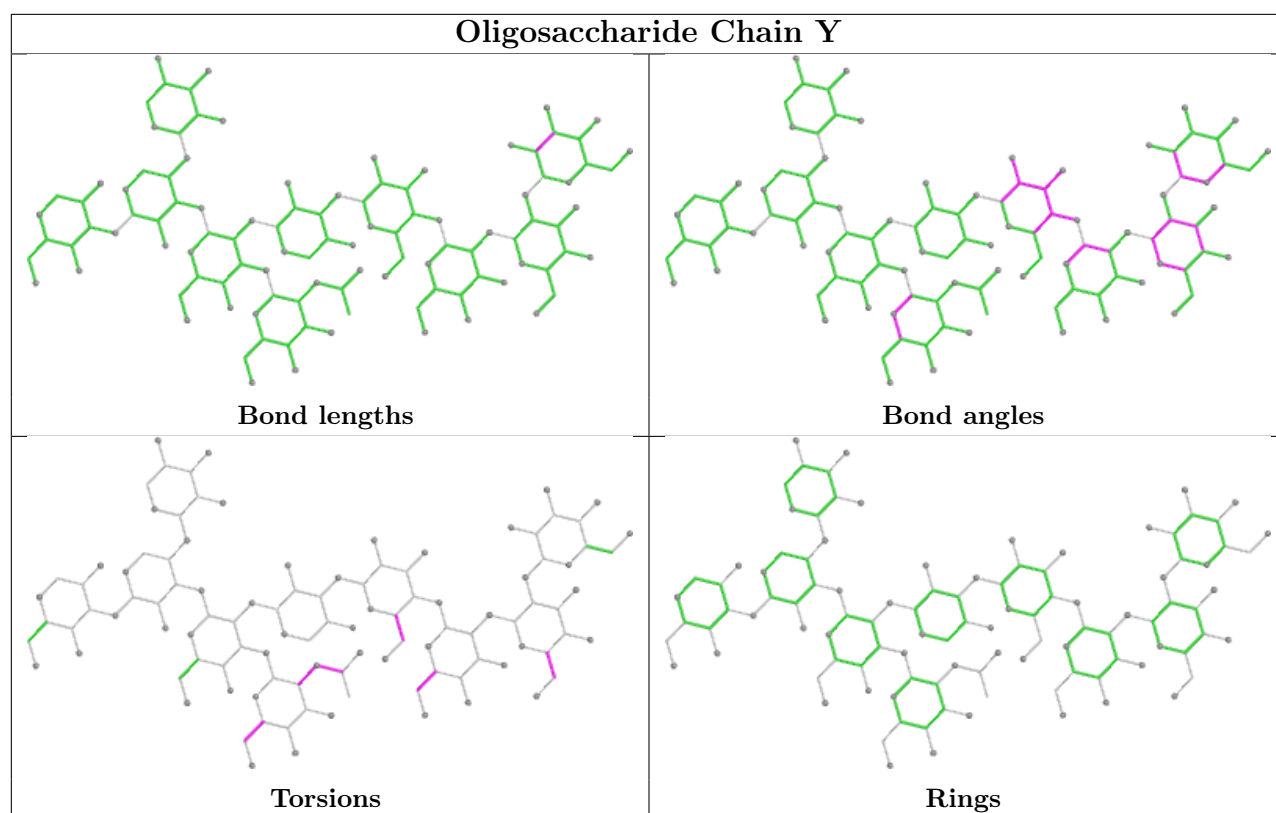 Oligosaccharide Chain Y
Bond lengths
Bond angles
Torsions
Rings